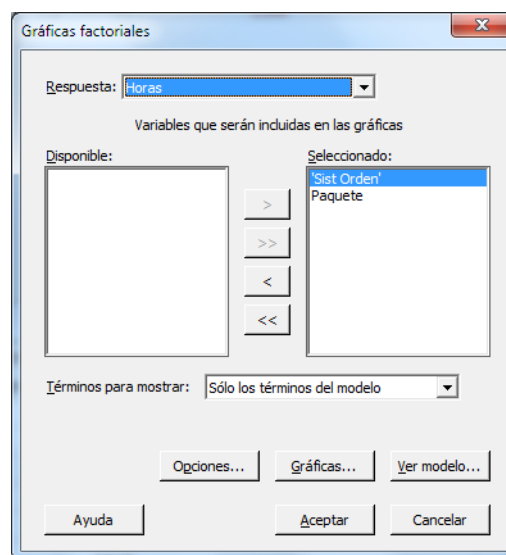 Gráficas factoriales
Respuesta: Horas
Variables que serán incluidas en las gráficas
Disponible: Seleccionado:
'Sist Orden'
Paquete
>
>>
<
<<
Términos para mostrar: Sólo los términos del modelo
Opciones... Gráficas... Ver modelo...
Ayuda Aceptar Cancelar